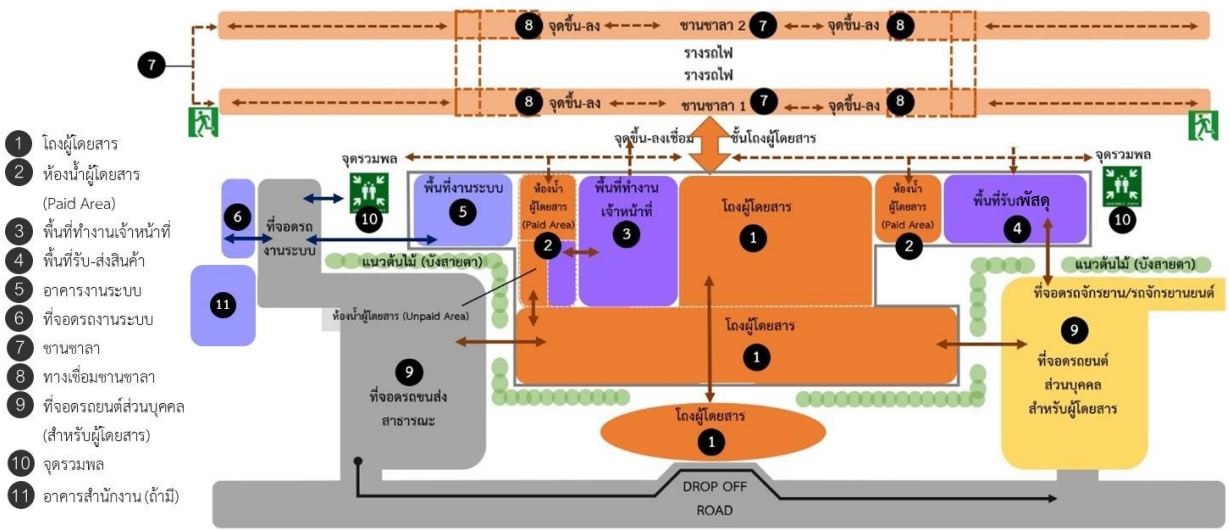 8 จุดขึ้น-ลง ชานชาลา 2 7 จุดขึ้น-ลง 8
รางรถไฟ
7
รางรถไฟ
8 จุดขึ้น-ลง ชานชาลา 1 7 จุดขึ้น-ลง 8
จุดขึ้น-ลงเชื่อม ชั้นโถงผู้โดยสาร
1 โถงผู้โดยสาร
2 ห้องน้ำผู้โดยสาร
(Paid Area)
3 พื้นที่ทำงานเจ้าหน้าที่
4 พื้นที่รับ-ส่งสินค้า
5 อาคารงานระบบ
6 ที่จอดรถงานระบบ
7 ชานชาลา
8 ทางเชื่อมชานชาลา
9 ที่จอดรถยนต์ส่วนบุคคล
(สำหรับผู้โดยสาร)
10 จุดรวมพล
11 อาคารสำนักงาน (ถ้ามี)
จุดรวมพล
10
6
ที่จอดรถ
งานระบบ
11
พื้นที่งานระบบ
5
ห้องน้ำ
ผู้โดยสาร
(Paid Area)
2
พื้นที่ทำงาน
เจ้าหน้าที่
3
โถงผู้โดยสาร
1
ห้องน้ำ
ผู้โดยสาร
(Paid Area)
2
พื้นที่รับพัสดุ
4
จุดรวมพล
10
แนวต้นไม้ (บังสายตา)
แนวต้นไม้ (บังสายตา)
ห้องน้ำผู้โดยสาร (Unpaid Area)
9
ที่จอดรถขนส่ง
สาธารณะ
โถงผู้โดยสาร
1
ที่จอดรถจักรยาน/รถจักรยานยนต์
9
ที่จอดรถยนต์
ส่วนบุคคล
สำหรับผู้โดยสาร
โถงผู้โดยสาร
1
DROP OFF
ROAD